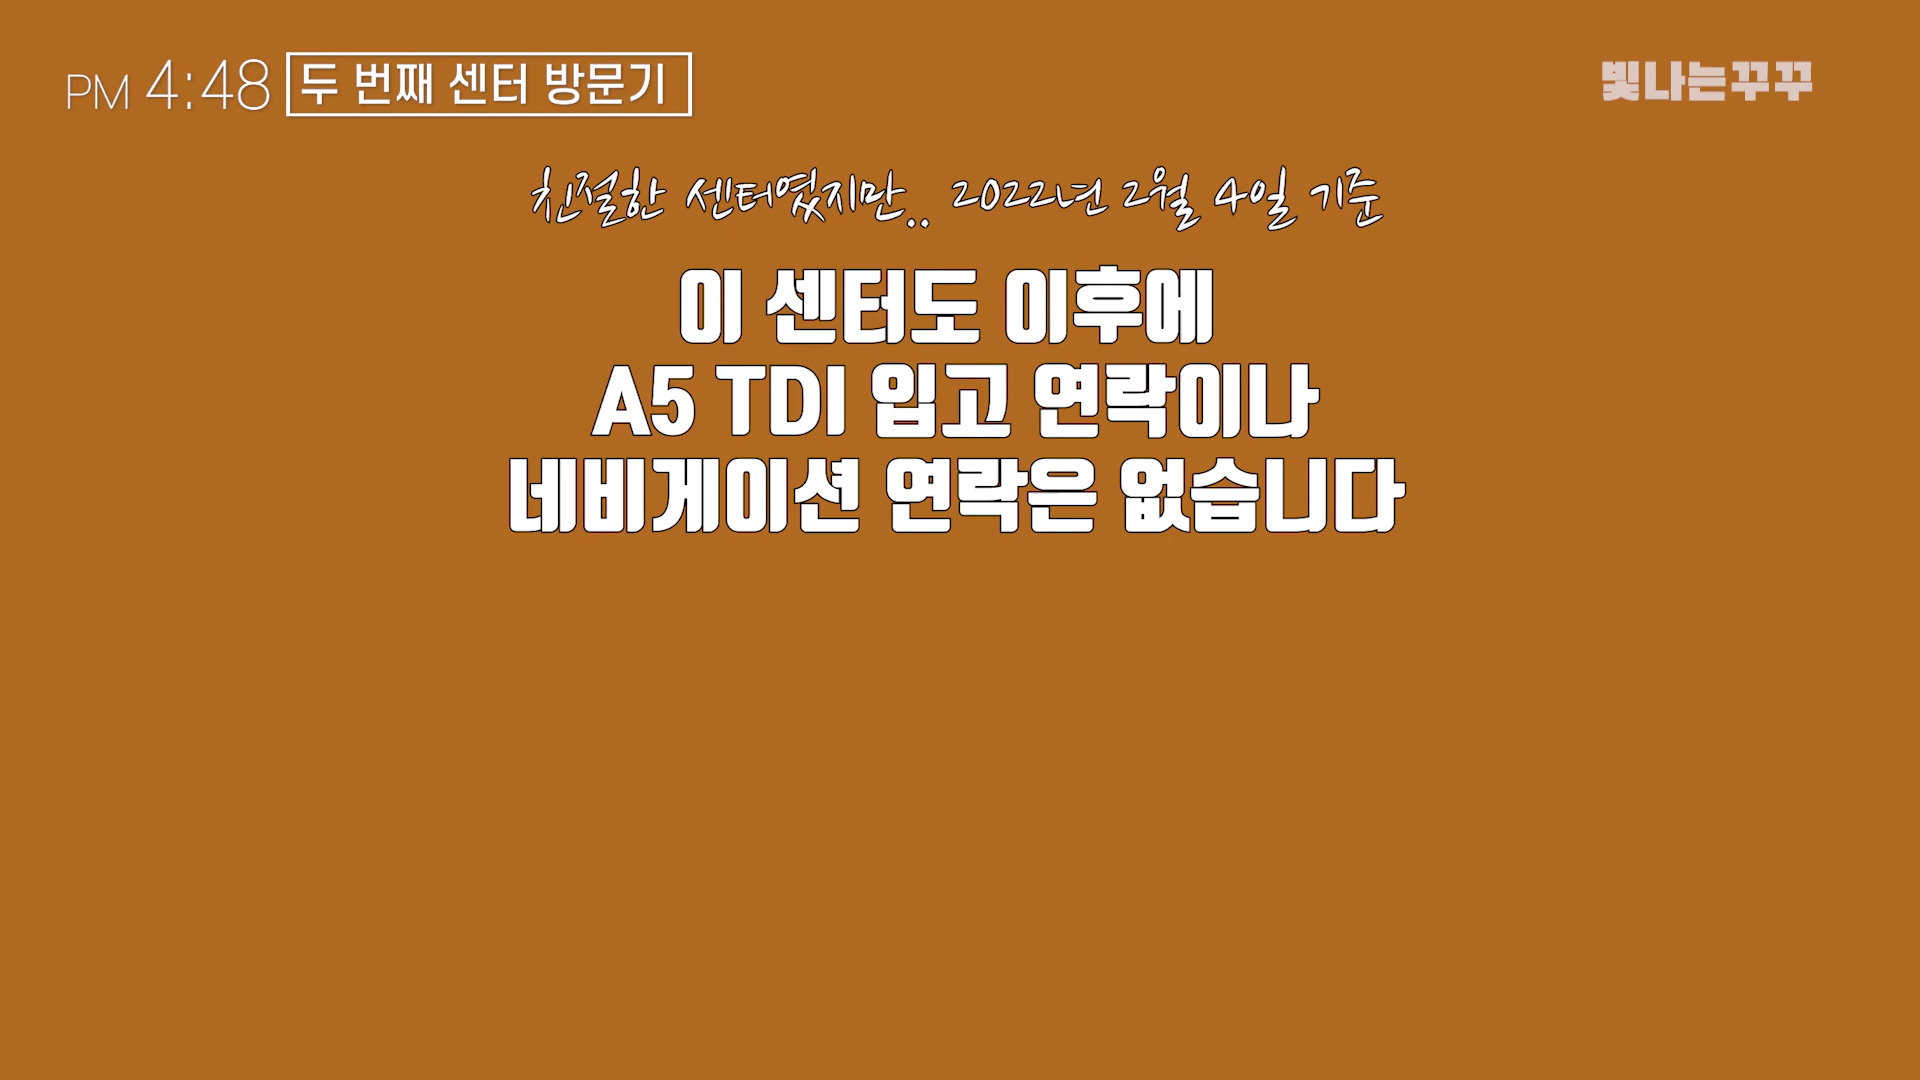 PM 4:48 두 번째 센터 방문기
빛나는꾸꾸
친절한 센터였지만.. 2022년 2월 4일 기준
이 센터도 이후에
A5 TDI 입고 연락이나
네비게이션 연락은 없습니다